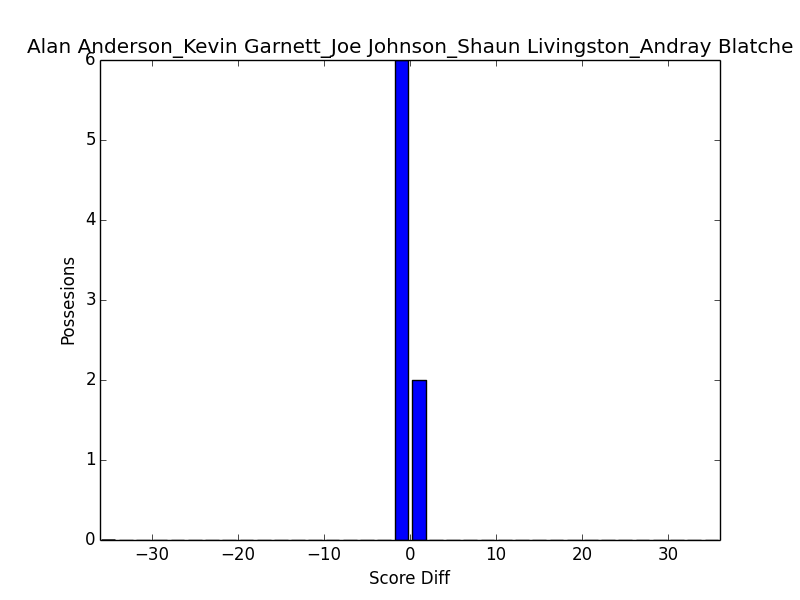 Alan Anderson_Kevin Garnett_Joe Johnson_Shaun Livingston_Andray Blatche
6
5
4
3
2
1
0
Possesions
−30 −20 −10 0 10 20 30
Score Diff